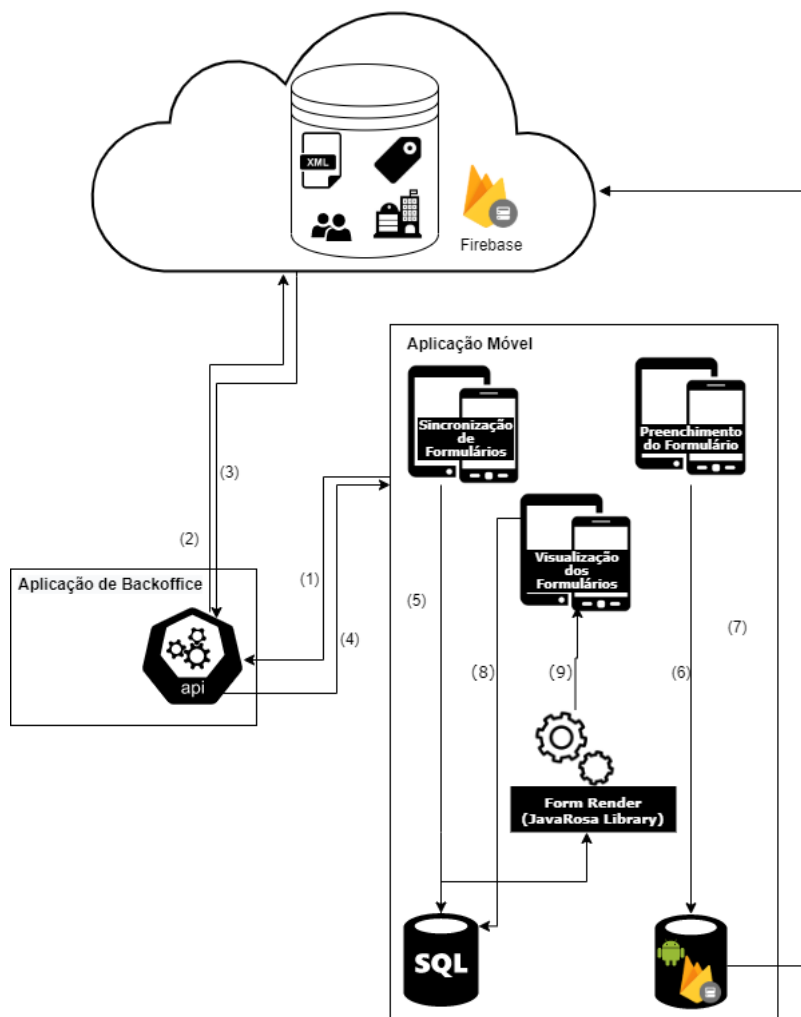 XML
Firebase
Aplicação Móvel
Sincronização
de
Formulários
Preenchimento
do Formulário
(3)
(2)
Visualização
dos
Formulários
Aplicação de Backoffice
(1)
(5)
(7)
(4)
(8)
(9)
(6)
api
Form Render
(JavaRosa Library)
SQL